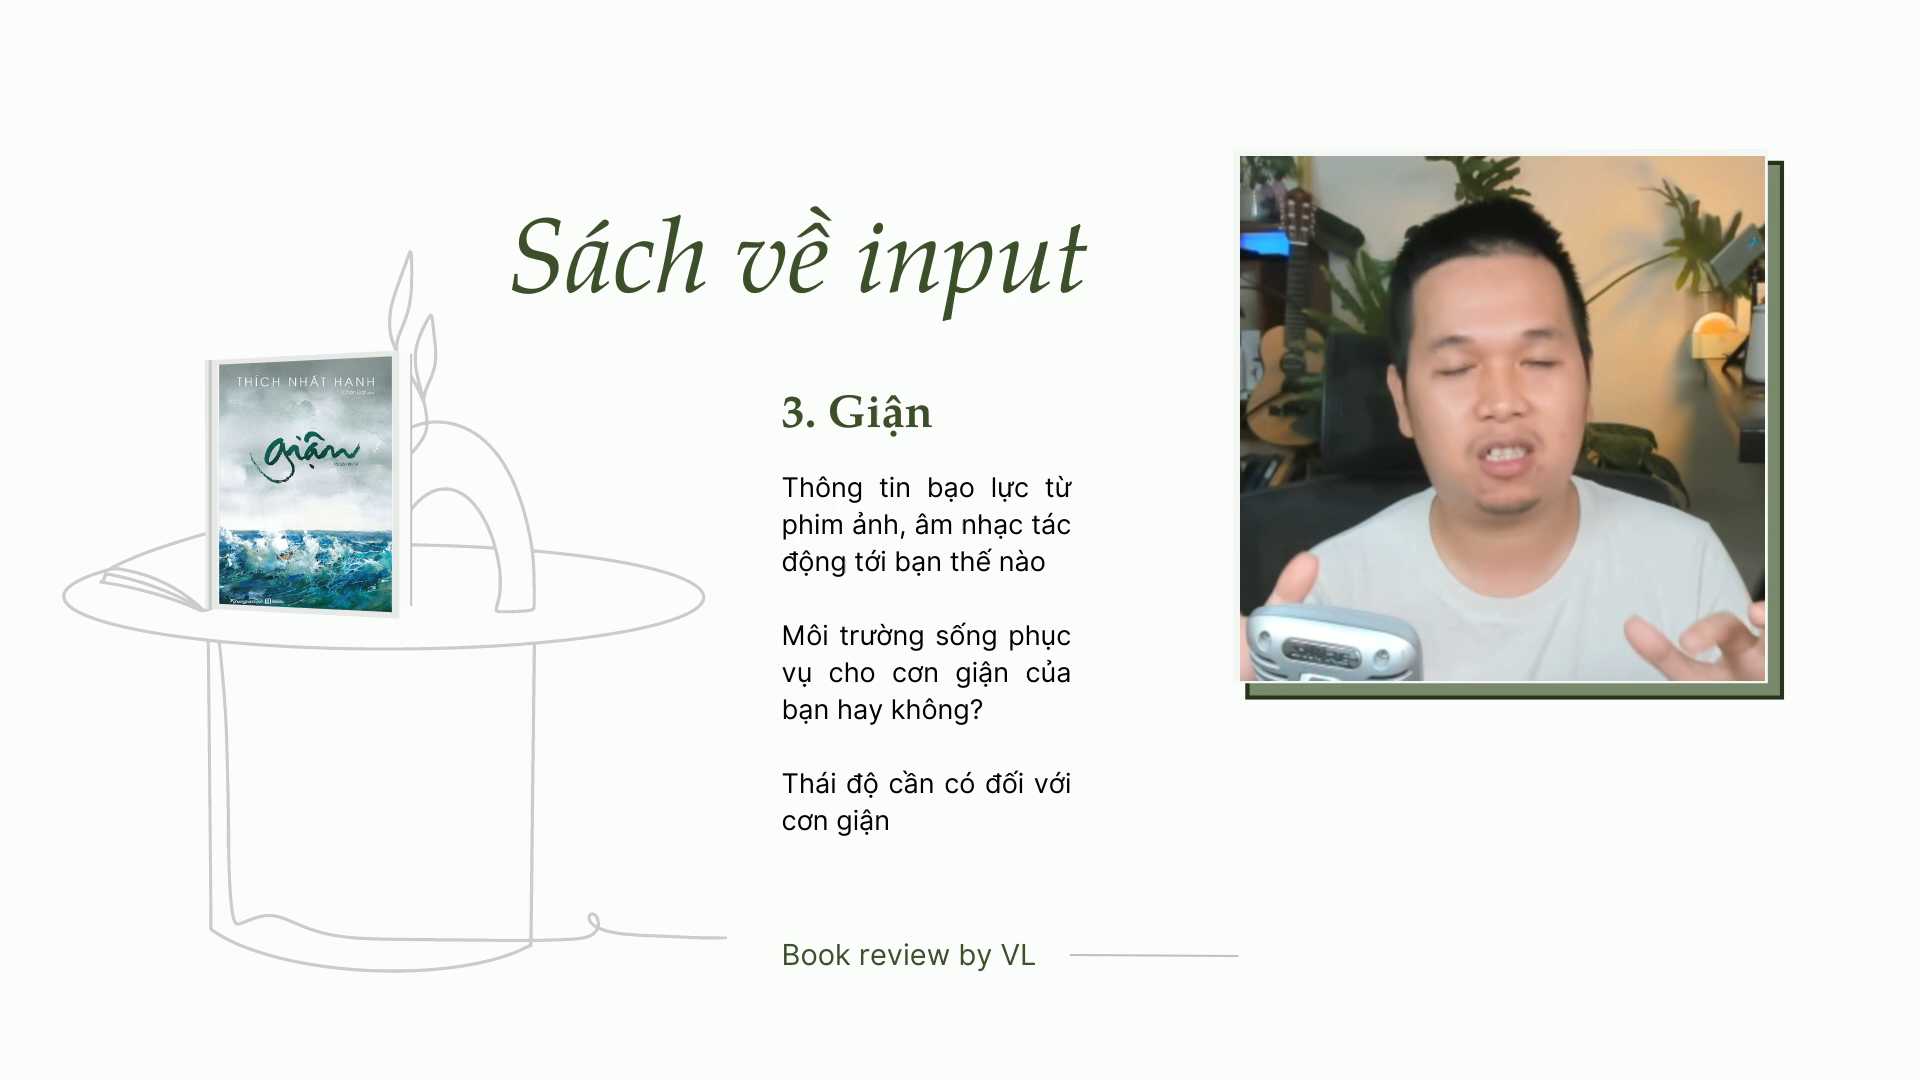 Sách về input
THÍCH NHẤT HẠNH
giận
3. Giận
Thông tin bạo lực từ
phim ảnh, âm nhạc tác
động tới bạn thế nào
Môi trường sống phục
vụ cho cơn giận của
bạn hay không?
Thái độ cần có đối với
cơn giận
Book review by VL